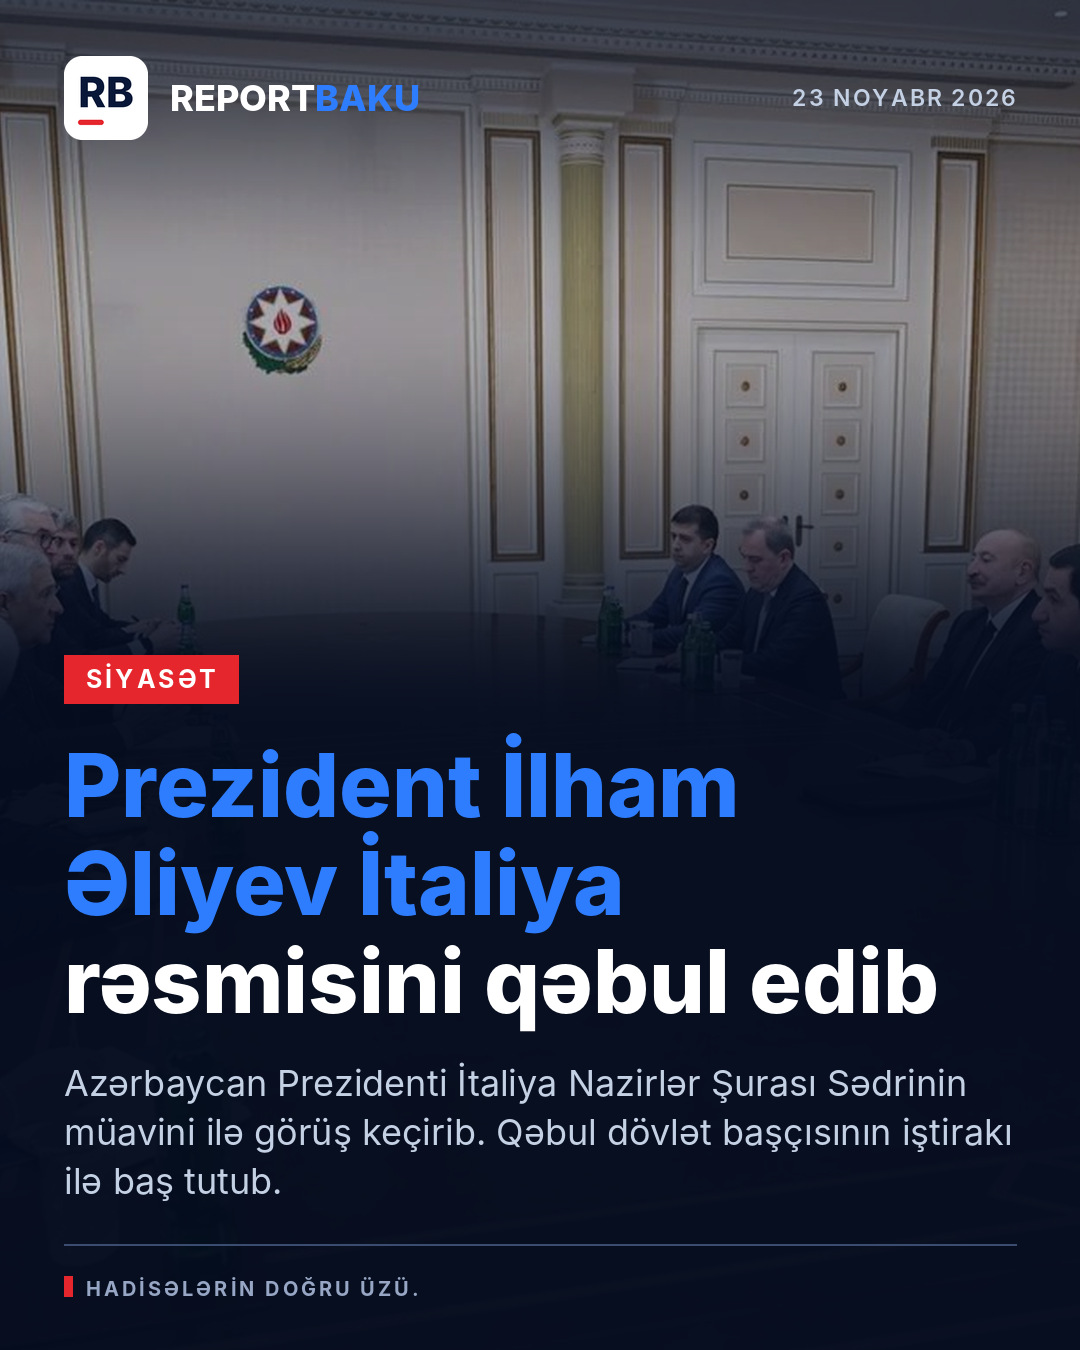 RB
REPORTBAKU
23 NOYABR 2026
SİYASƏT
Prezident İlham
Əliyev İtaliya
rəsmisini qəbul edib
Azərbaycan Prezidenti İtaliya Nazirlər Şurası Sədrinin
müavini ilə görüş keçirib. Qəbul dövlət başçısının iştirakı
ilə baş tutub.
HADİSƏLƏRİN DOĞRU ÜZÜ.